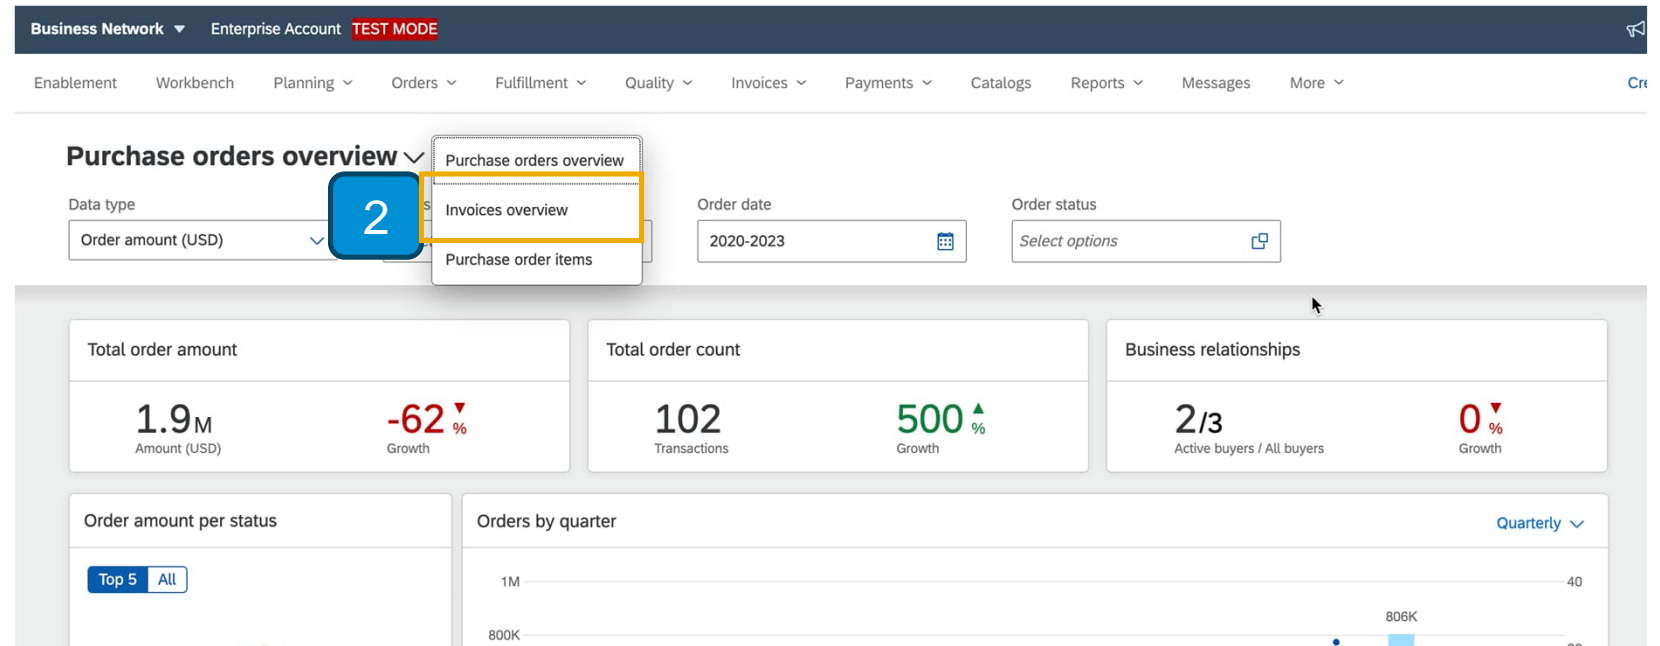 Business Network Enterprise Account TEST MODE
Enablement Workbench Planning Orders Fulfillment Quality Invoices Payments Catalogs Reports Messages More
Purchase orders overview
Purchase orders overview
Invoices overview
Purchase order items
2
Data type
Order amount (USD)
Order date
2020-2023
Order status
Select options
Total order amount
1.9M
Amount (USD)
-62 %
Growth
Total order count
102
Transactions
500 %
Growth
Business relationships
2/3
Active buyers / All buyers
0 %
Growth
Order amount per status
Top 5 All
Orders by quarter
Quarterly
1M
40
806K
800K